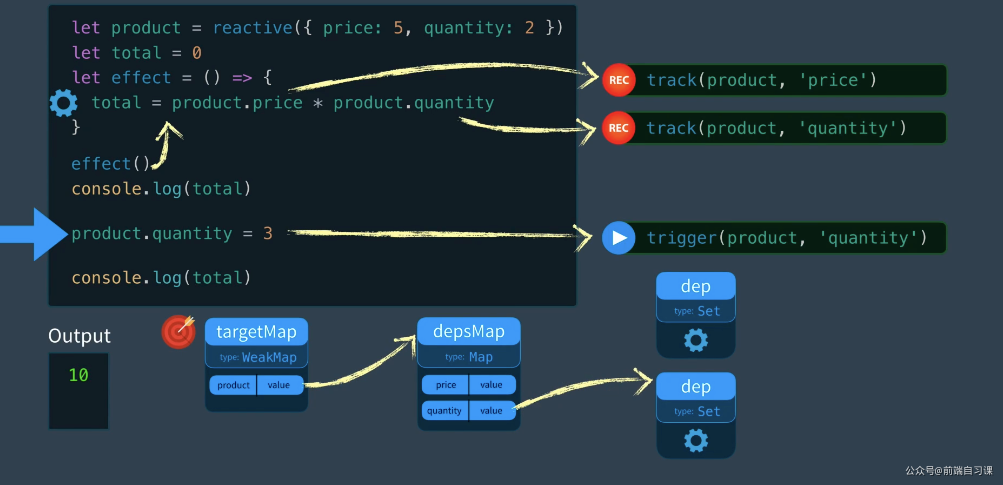 let product = reactive({ price: 5, quantity: 2 })
let total = 0
let effect = () => {
total = product.price * product.quantity
}
effect()
console.log(total)
product.quantity = 3
console.log(total)
REC track(product, 'price')
REC track(product, 'quantity')
trigger(product, 'quantity')
Output
10
targetMap
type: WeakMap
product value
depsMap
type: Map
price value
quantity value
dep
type: Set
dep
type: Set
公众号@前端自习课